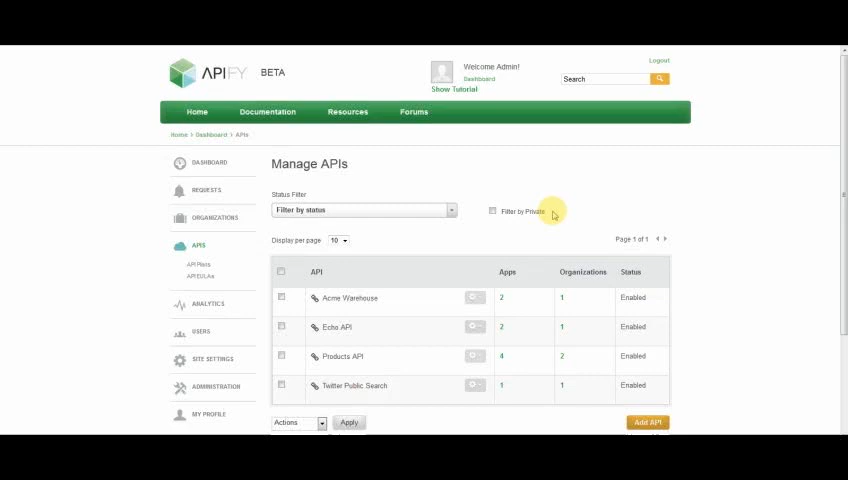 APIFY BETA
Welcome Admin!
Dashboard
Show Tutorial
Logout
Search
Home Documentation Resources Forums
Home > Dashboard > APIs
DASHBOARD
REQUESTS
ORGANIZATIONS
APIS
API Plans
API EULAs
ANALYTICS
USERS
SITE SETTINGS
ADMINISTRATION
MY PROFILE
Manage APIs
Status Filter
Filter by status
Filter by Private
Display per page 10
Page 1 of 1
API Apps Organizations Status
Acme Warehouse 2 1 Enabled
Echo API 2 1 Enabled
Products API 4 2 Enabled
Twitter Public Search 1 1 Enabled
Actions Apply Add API